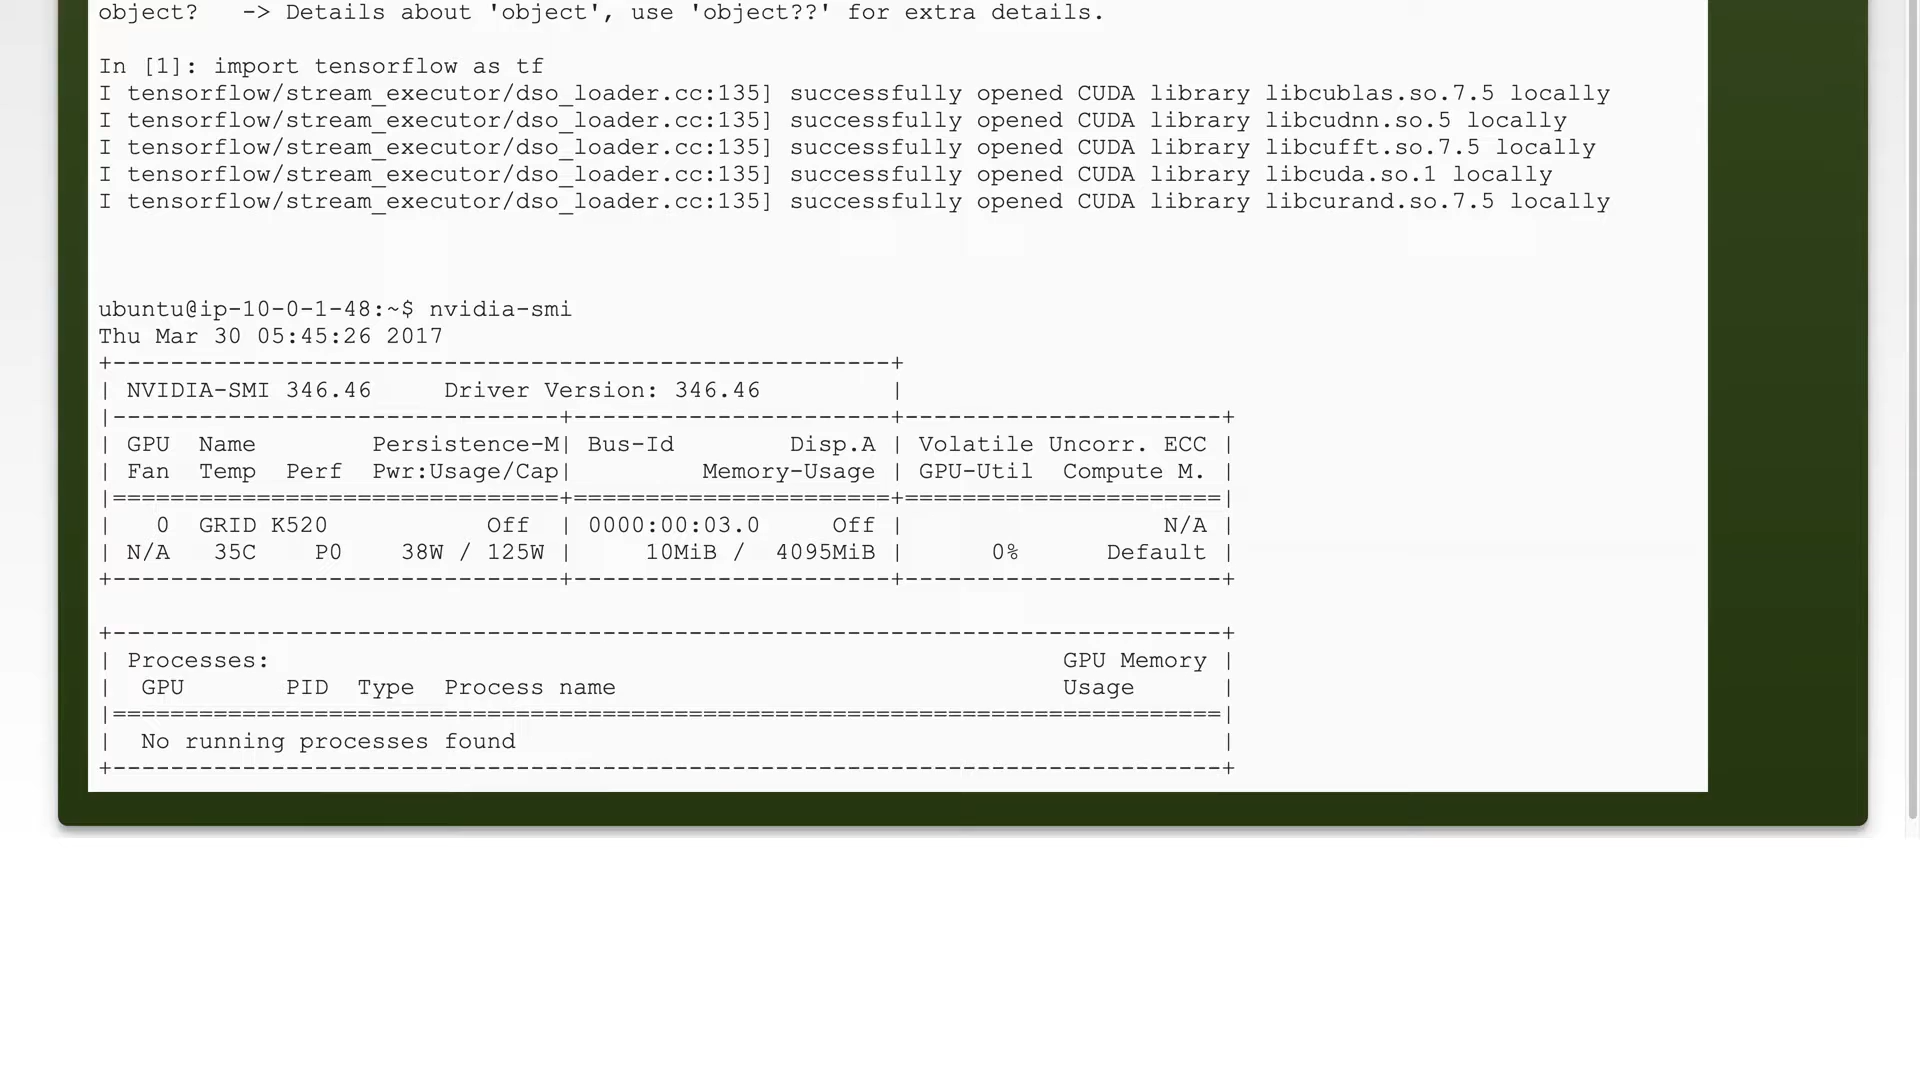 object?   -> Details about 'object', use 'object??' for extra details.
In [1]: import tensorflow as tf
I tensorflow/stream_executor/dso_loader.cc:135] successfully opened CUDA library libcublas.so.7.5 locally
I tensorflow/stream_executor/dso_loader.cc:135] successfully opened CUDA library libcudnn.so.5 locally
I tensorflow/stream_executor/dso_loader.cc:135] successfully opened CUDA library libcufft.so.7.5 locally
I tensorflow/stream_executor/dso_loader.cc:135] successfully opened CUDA library libcuda.so.1 locally
I tensorflow/stream_executor/dso_loader.cc:135] successfully opened CUDA library libcurand.so.7.5 locally
ubuntu@ip-10-0-1-48:~$ nvidia-smi
Thu Mar 30 05:45:26 2017
+------------------------------------------------------+
| NVIDIA-SMI 346.46     Driver Version: 346.46         |
|-------------------------------+----------------------+----------------------+
| GPU  Name        Persistence-M| Bus-Id        Disp.A | Volatile Uncorr. ECC |
| Fan  Temp  Perf  Pwr:Usage/Cap|         Memory-Usage | GPU-Util  Compute M. |
|===============================+======================+======================|
|   0  GRID K520           Off  | 0000:00:03.0     Off |                  N/A |
| N/A   35C    P0    38W / 125W |     10MiB /  4095MiB |      0%      Default |
+-------------------------------+----------------------+----------------------+
+-----------------------------------------------------------------------------+
| Processes:                                                       GPU Memory |
|  GPU       PID  Type  Process name                               Usage      |
|=============================================================================|
|  No running processes found                                                 |
+-----------------------------------------------------------------------------+